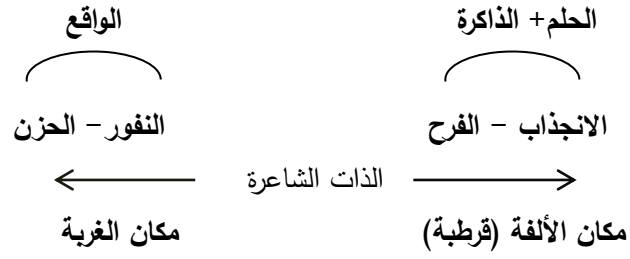 الحلم+ الذاكرة
الواقع
الانجذاب – الفرح
النفور– الحزن
الذات الشاعرة
مكان الألفة (قرطبة)
مكان الغربة